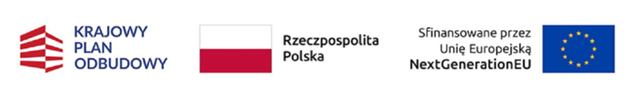 KRAJOWY
PLAN
ODBUDOWY
Rzeczpospolita
Polska
Sfinansowane przez
Unię Europejską
NextGenerationEU